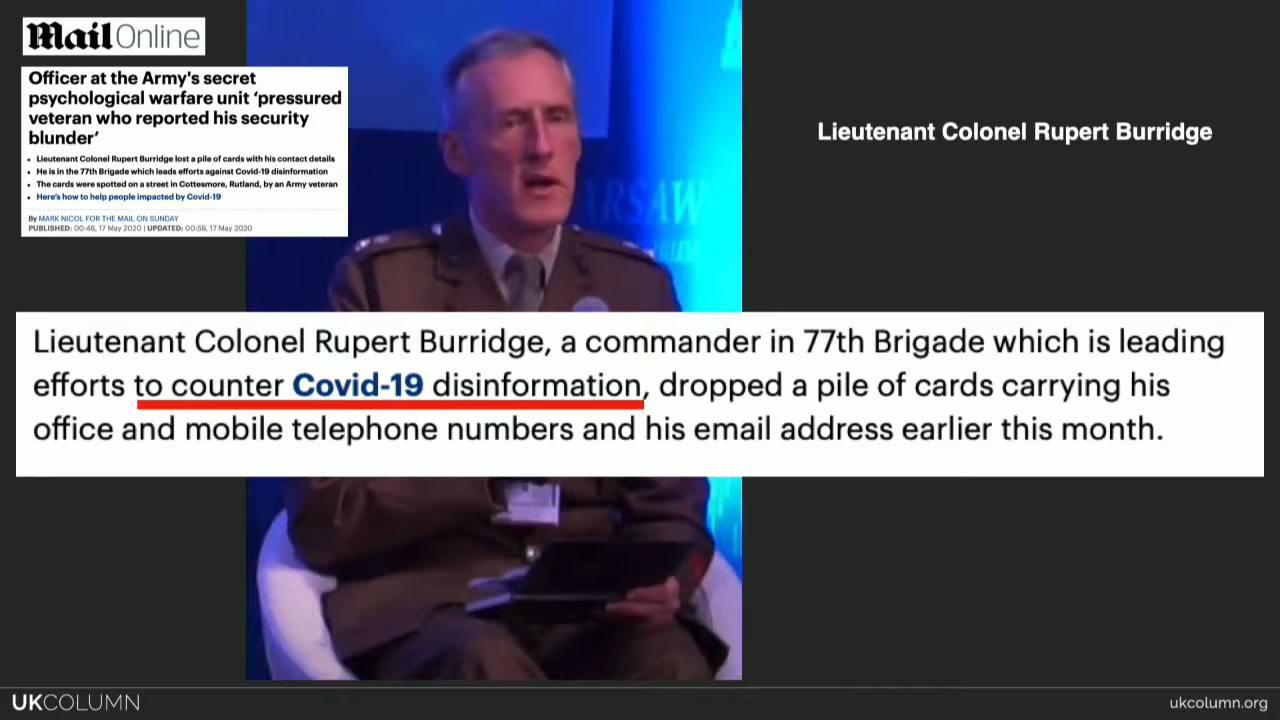 Mail Online
Officer at the Army's secret
psychological warfare unit ‘pressured
veteran who reported his security
blunder’
Lieutenant Colonel Rupert Burridge lost a pile of cards with his contact details
He is in the 77th Brigade which leads efforts against Covid-19 disinformation
The cards were spotted on a street in Cottesmore, Rutland, by an Army veteran
Here's how to help people impacted by Covid-19
By MARK NICOL FOR THE MAIL ON SUNDAY
PUBLISHED: 00:46, 17 May 2020 | UPDATED: 00:59, 17 May 2020
Lieutenant Colonel Rupert Burridge
Lieutenant Colonel Rupert Burridge, a commander in 77th Brigade which is leading
efforts to counter Covid-19 disinformation, dropped a pile of cards carrying his
office and mobile telephone numbers and his email address earlier this month.
UKCOLUMN
ukcolumn.org